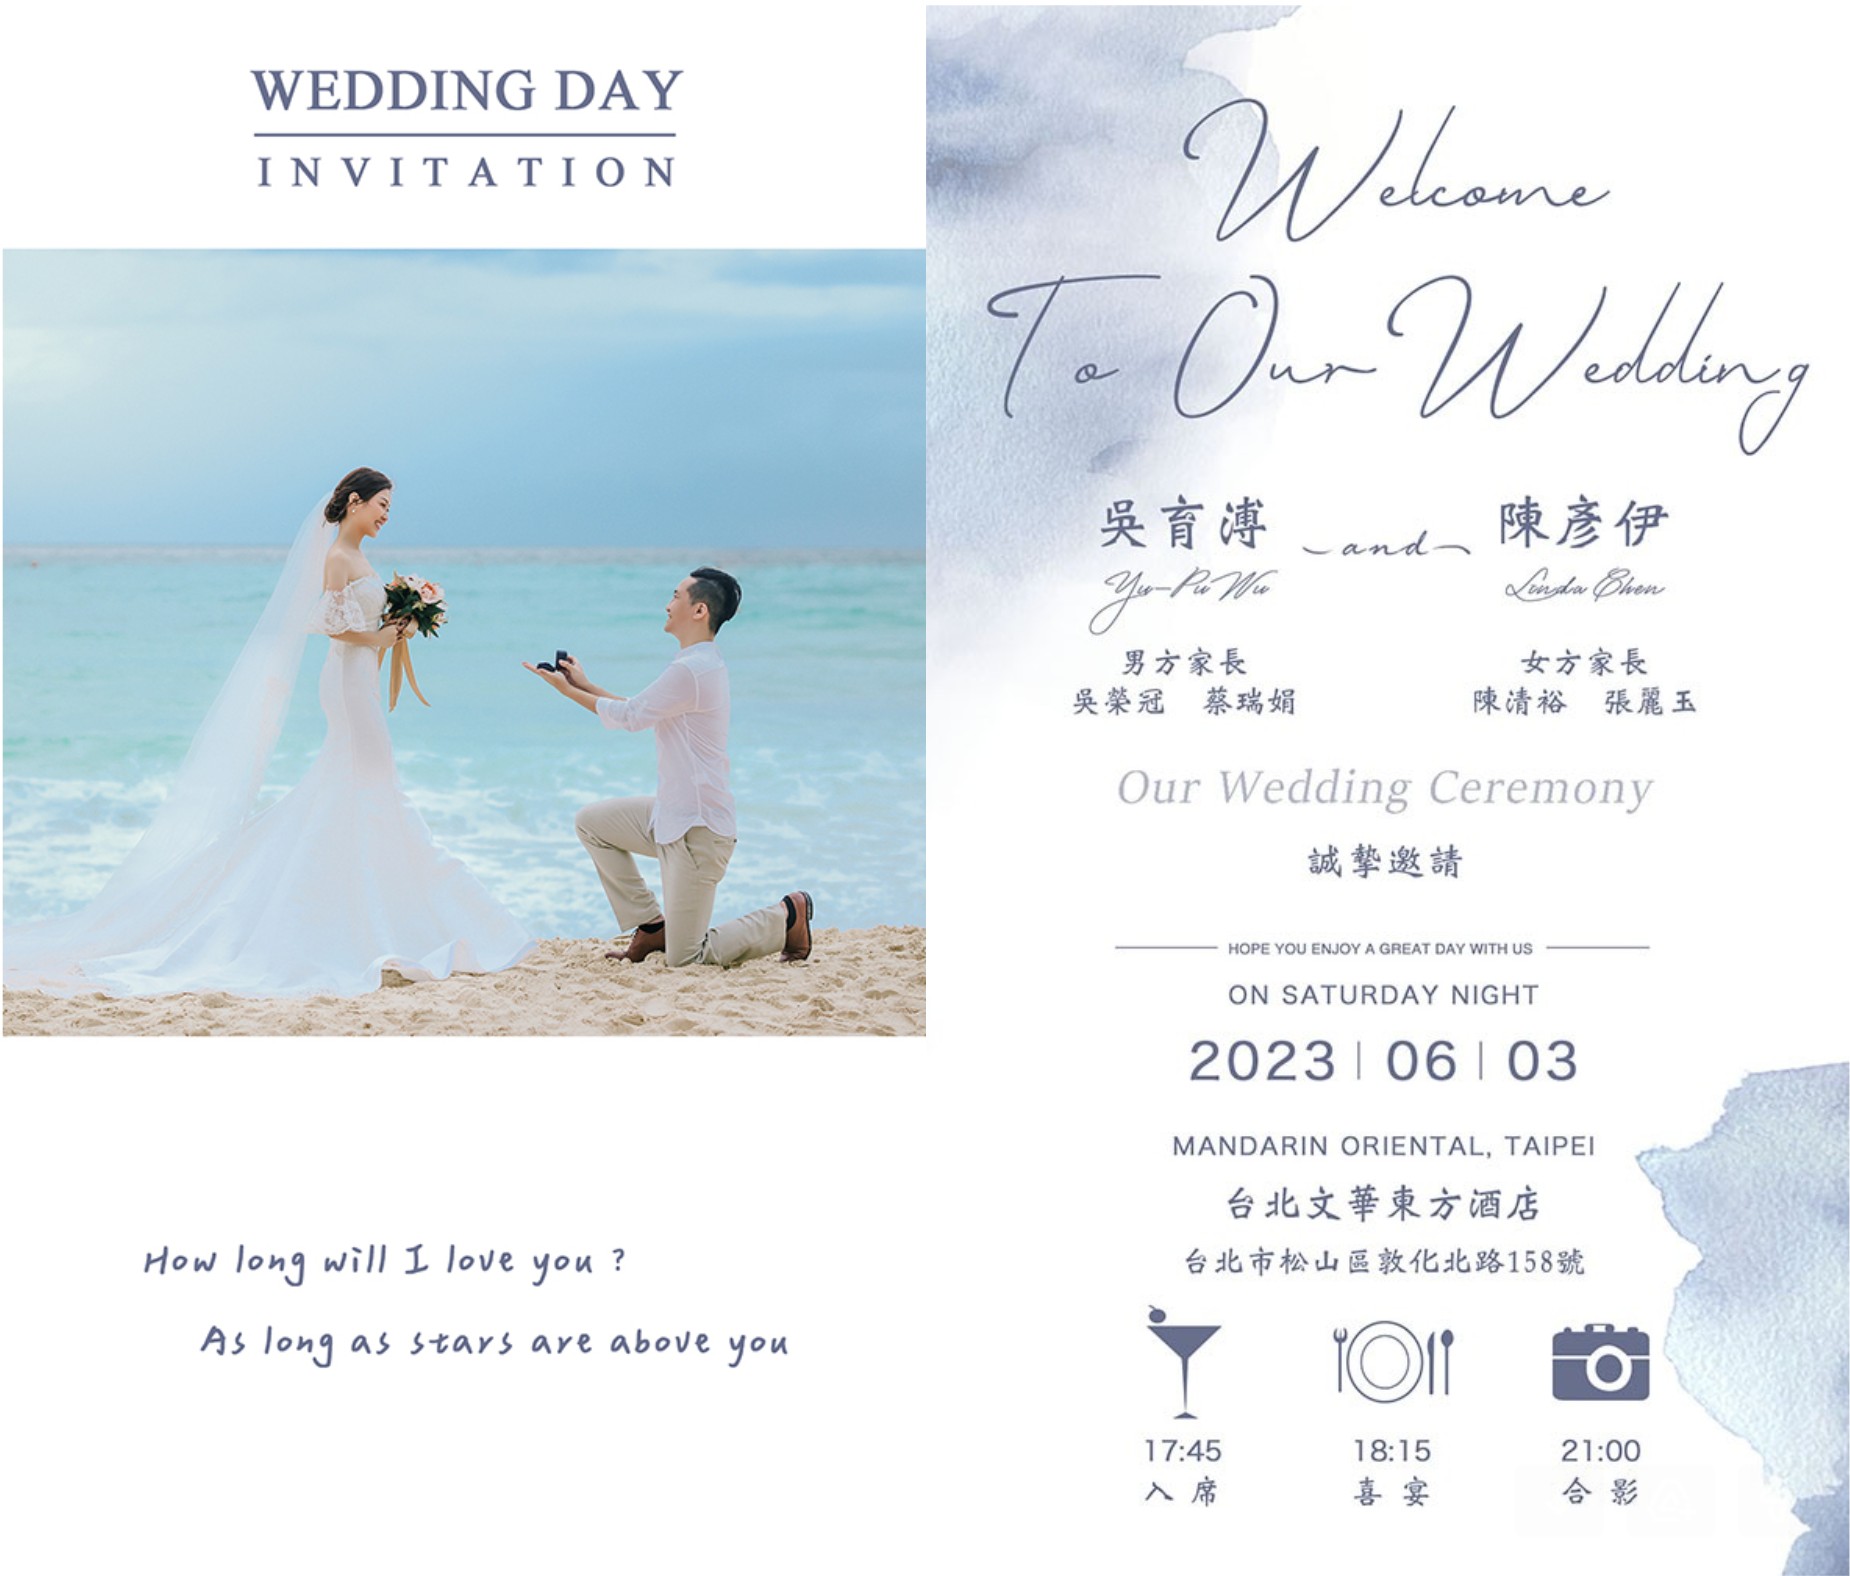 WEDDING DAY
INVITATION
How long will I love you ?
As long as stars are above you
Welcome
To Our Wedding
吳育溥 and 陳彥伊
Yu-Pu Wu Linda Chen
男方家長 女方家長
吳榮冠 蔡瑞娟 陳清裕 張麗玉
Our Wedding Ceremony
誠摯邀請
HOPE YOU ENJOY A GREAT DAY WITH US
ON SATURDAY NIGHT
2023 | 06 | 03
MANDARIN ORIENTAL, TAIPEI
台北文華東方酒店
台北市松山區敦化北路158號
17:45 18:15 21:00
入席 喜宴 合影